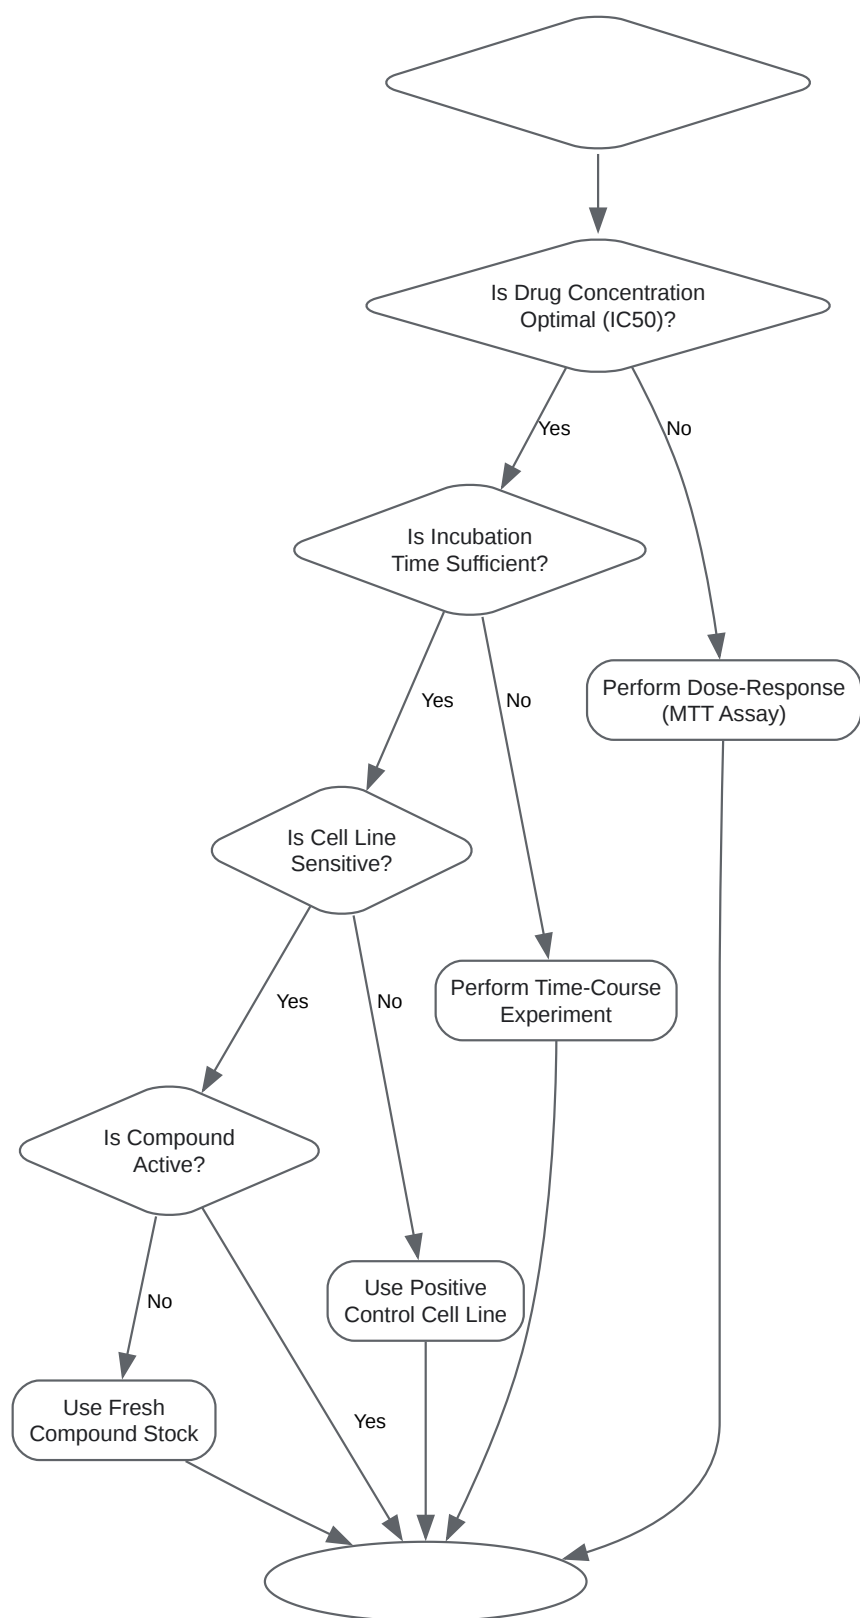 Is Drug Concentration
Optimal (IC50)?
Yes
No
Is Incubation
Time Sufficient?
Perform Dose-Response
(MTT Assay)
Yes
No
Is Cell Line
Sensitive?
Perform Time-Course
Experiment
Yes
No
Is Compound
Active?
Use Positive
Control Cell Line
No
Use Fresh
Compound Stock
Yes